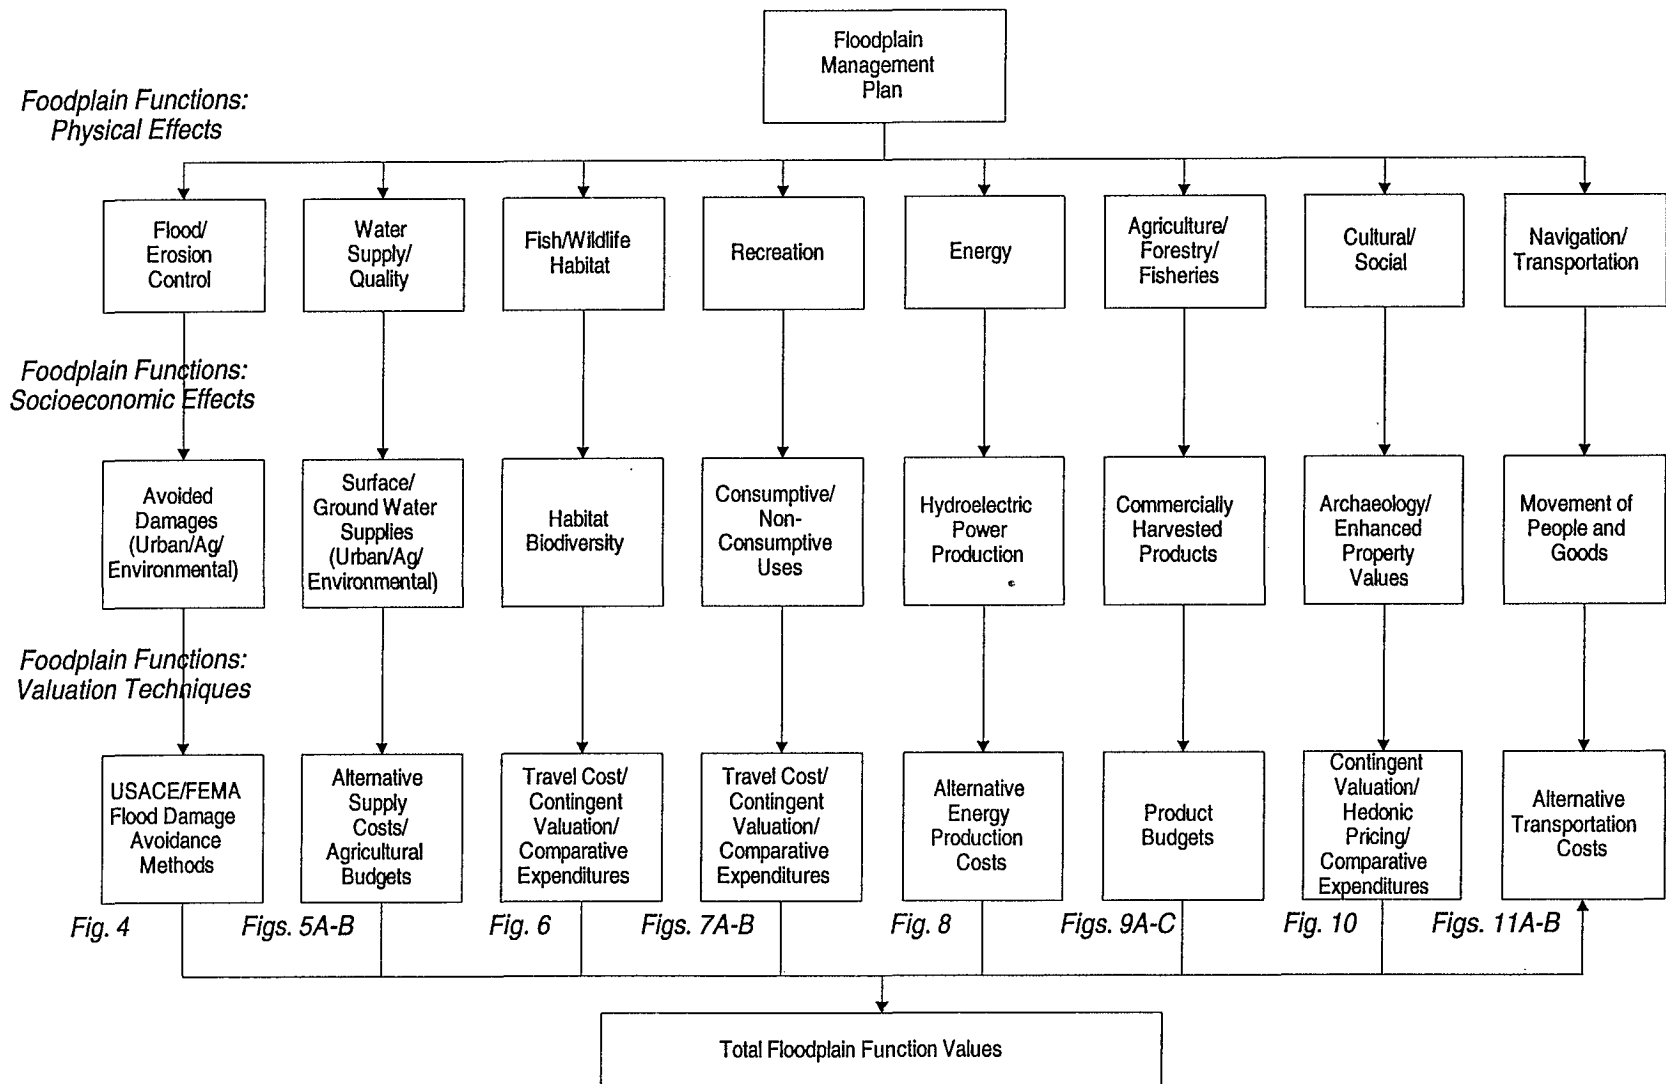 Floodplain
Management
Plan
Foodplain Functions:
Physical Effects
Flood/
Erosion
Control
Water
Supply/
Quality
Fish/Wildlife
Habitat
Recreation
Energy
Agriculture/
Forestry/
Fisheries
Cultural/
Social
Navigation/
Transportation
Foodplain Functions:
Socioeconomic Effects
Avoided
Damages
(Urban/Ag/
Environmental)
Surface/
Ground Water
Supplies
(Urban/Ag/
Environmental)
Habitat
Biodiversity
Consumptive/
Non-
Consumptive
Uses
Hydroelectric
Power
Production
Commercially
Harvested
Products
Archaeology/
Enhanced
Property
Values
Movement of
People and
Goods
Foodplain Functions:
Valuation Techniques
USACE/FEMA
Flood Damage
Avoidance
Methods
Alternative
Supply
Costs/
Agricultural
Budgets
Travel Cost/
Contingent
Valuation/
Comparative
Expenditures
Travel Cost/
Contingent
Valuation/
Comparative
Expenditures
Alternative
Energy
Production
Costs
Product
Budgets
Contingent
Valuation/
Hedonic
Pricing/
Comparative
Expenditures
Alternative
Transportation
Costs
Fig. 4
Figs. 5A-B
Fig. 6
Figs. 7A-B
Fig. 8
Figs. 9A-C
Fig. 10
Figs. 11A-B
Total Floodplain Function Values